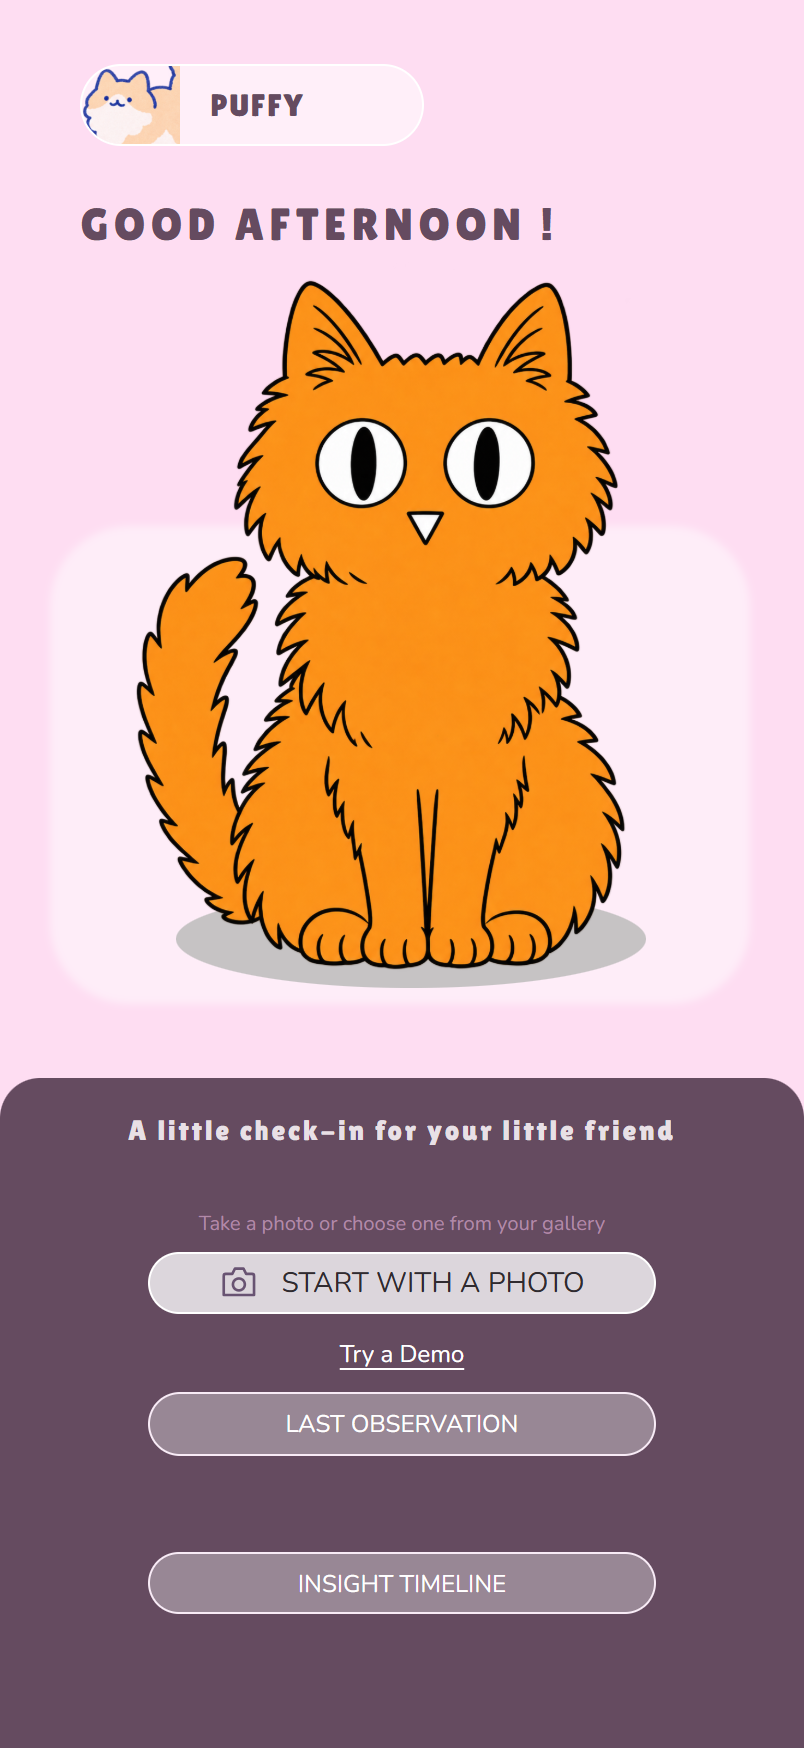 PUFFY
GOOD AFTERNOON !
A little check-in for your little friend
Take a photo or choose one from your gallery
START WITH A PHOTO
Try a Demo
LAST OBSERVATION
INSIGHT TIMELINE